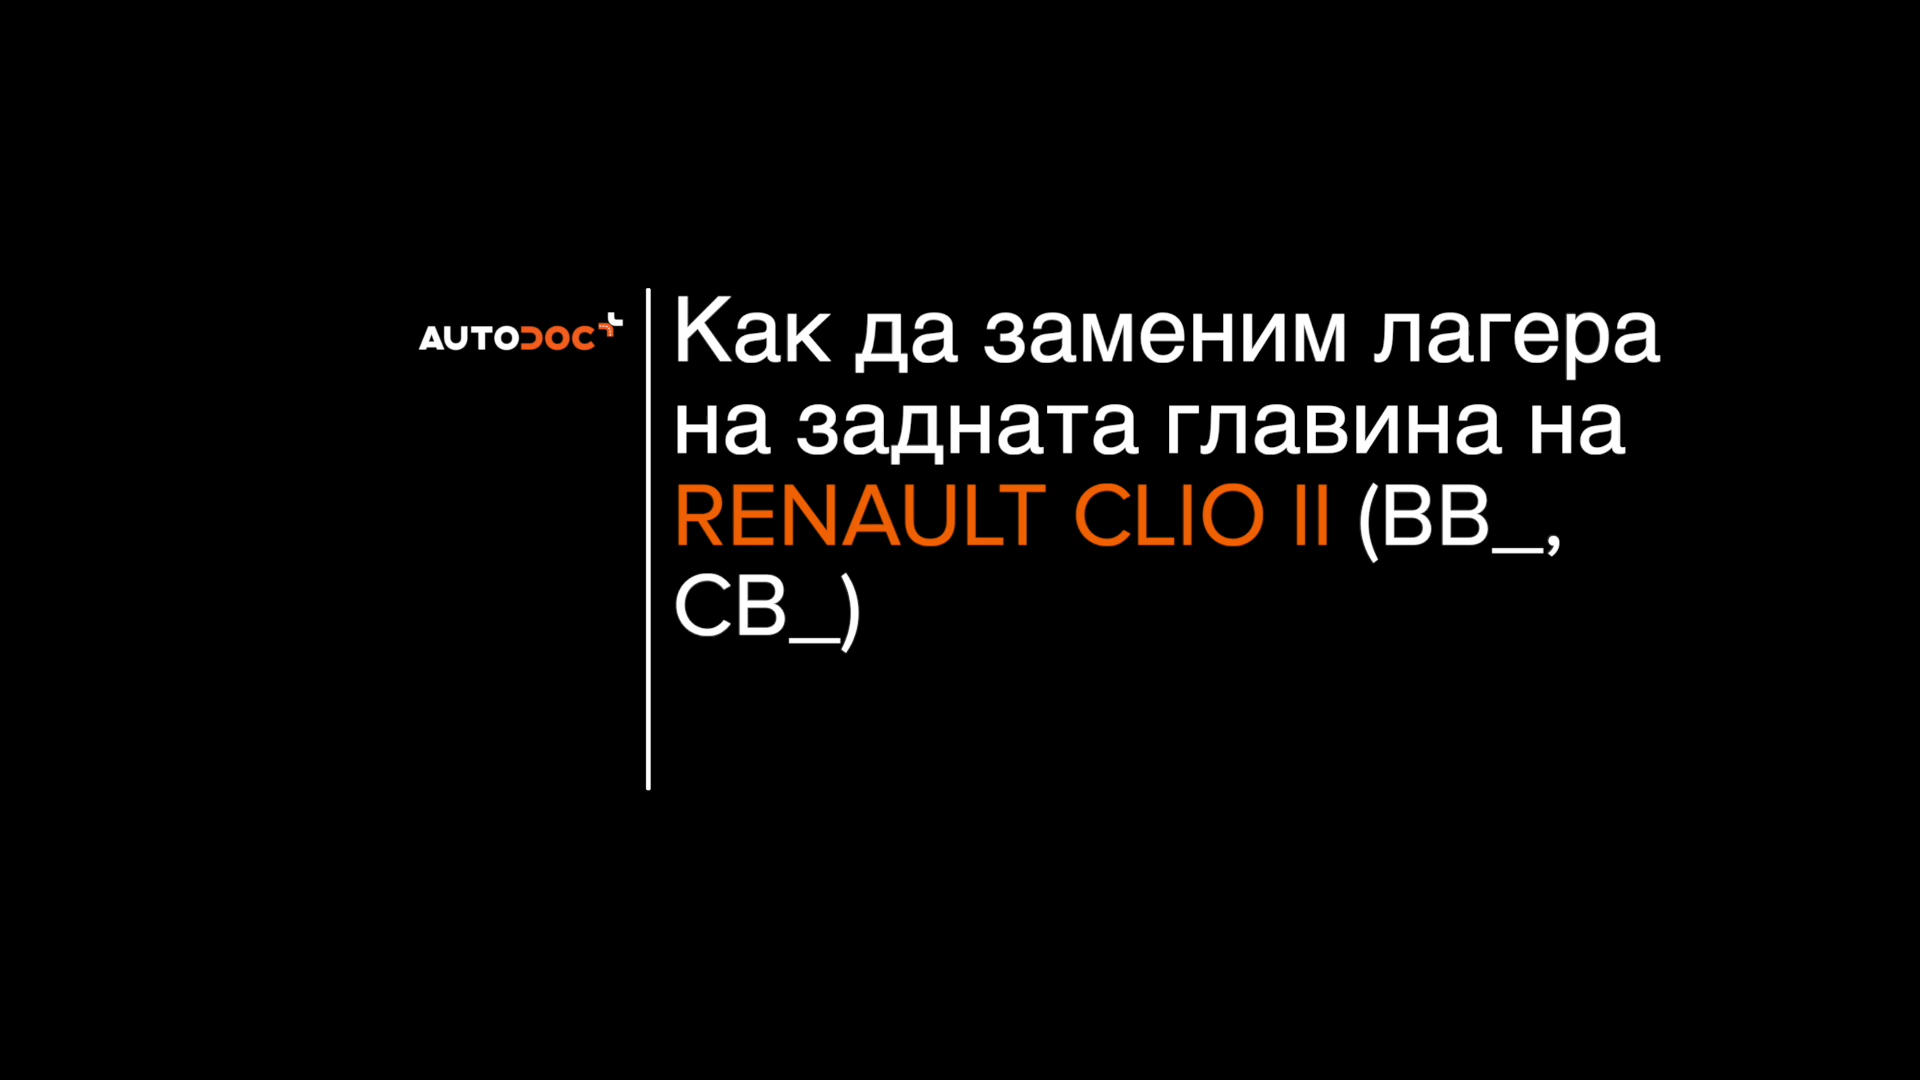 AUTODOC
Как да заменим лагера
на задната главина на
RENAULT CLIO II (BB_,
CB_)